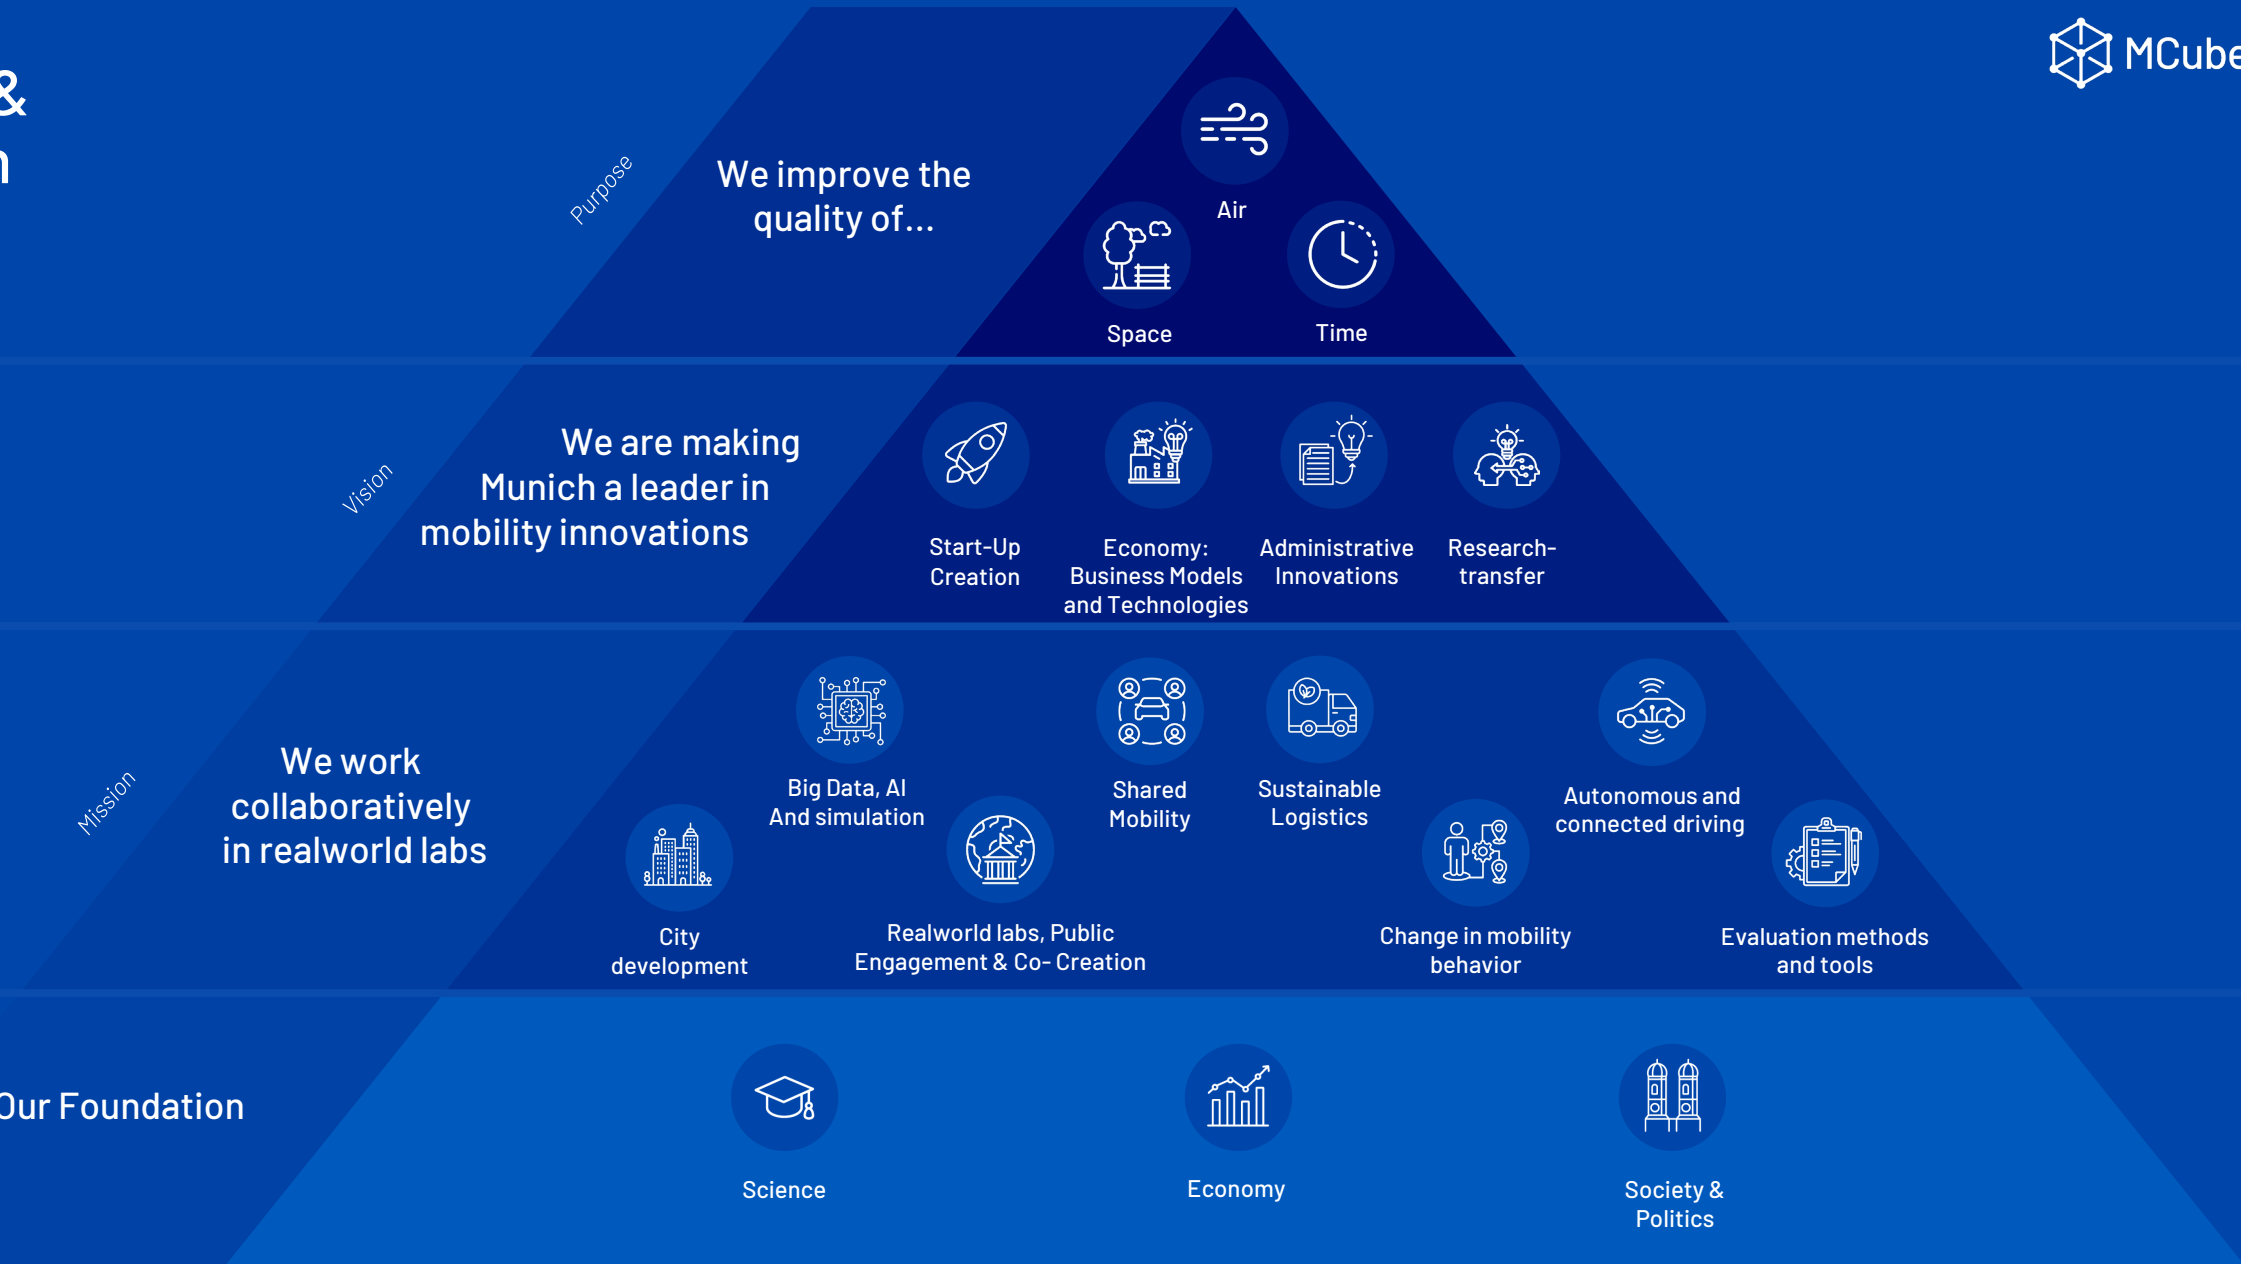 &
n
MCube
Purpose
We improve the
quality of...
Air
Space
Time
Vision
We are making
Munich a leader in
mobility innovations
Start-Up
Creation
Economy:
Business Models
and Technologies
Administrative
Innovations
Research-
transfer
Mission
We work
collaboratively
in realworld labs
Big Data, AI
And simulation
Shared
Mobility
Sustainable
Logistics
Autonomous and
connected driving
City
development
Realworld labs, Public
Engagement & Co- Creation
Change in mobility
behavior
Evaluation methods
and tools
Our Foundation
Science
Economy
Society &
Politics